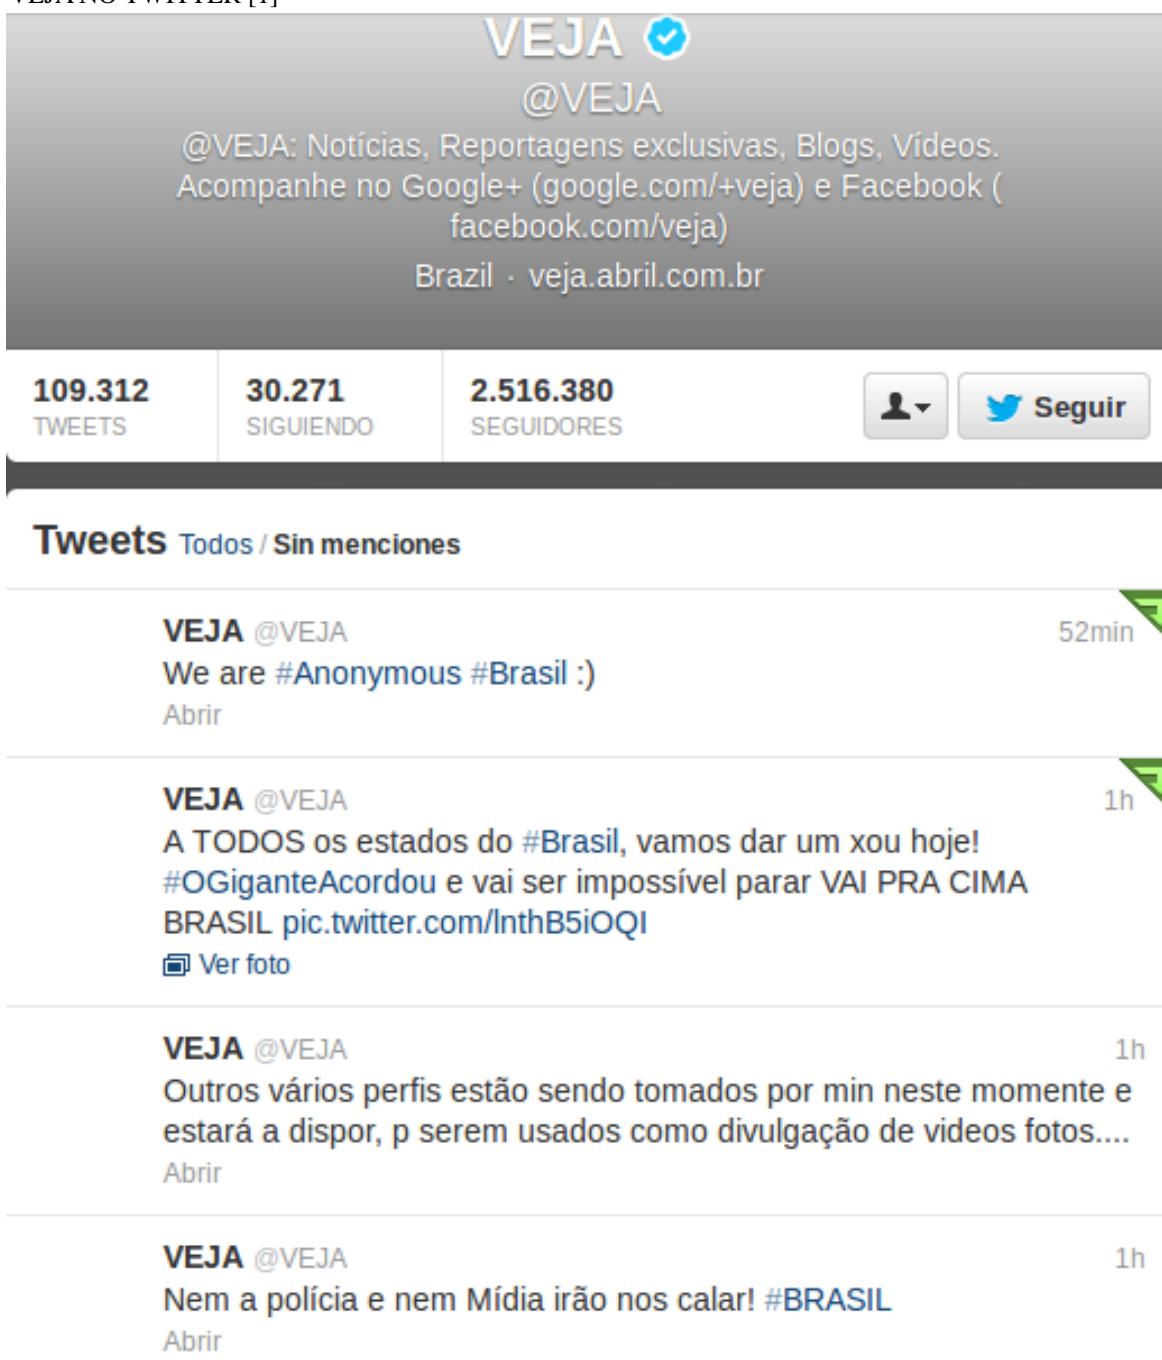 VEJA NO TWITTER [1]
VEJA
@VEJA
@VEJA: Notícias, Reportagens exclusivas, Blogs, Vídeos.
Acompanhe no Google+ (google.com/+veja) e Facebook (
facebook.com/veja)
Brazil · veja.abril.com.br
109.312 30.271 2.516.380
TWEETS SIGUIENDO SEGUIDORES
Seguir
Tweets Todos / Sin menciones
VEJA @VEJA 52min
We are #Anonymous #Brasil :)
Abrir
VEJA @VEJA 1h
A TODOS os estados do #Brasil, vamos dar um xou hoje!
#OGiganteAcordou e vai ser impossível parar VAI PRA CIMA
BRASIL pic.twitter.com/lnthB5iOQI
Ver foto
VEJA @VEJA 1h
Outros vários perfis estão sendo tomados por min neste momente e
estará a dispor, p serem usados como divulgação de videos fotos....
Abrir
VEJA @VEJA 1h
Nem a polícia e nem Mídia irão nos calar! #BRASIL
Abrir